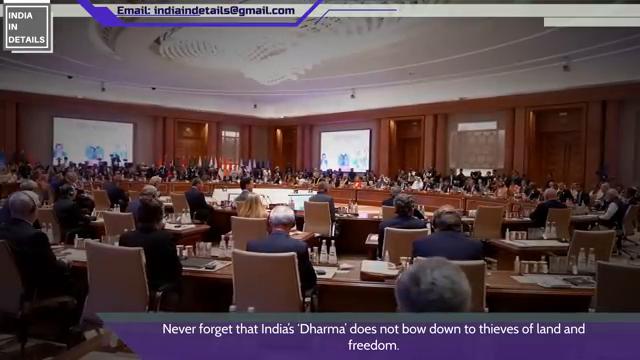 INDIA
IN
DETAILS
Email: indiaindetails@gmail.com
Never forget that India's 'Dharma' does not bow down to thieves of land and
freedom.